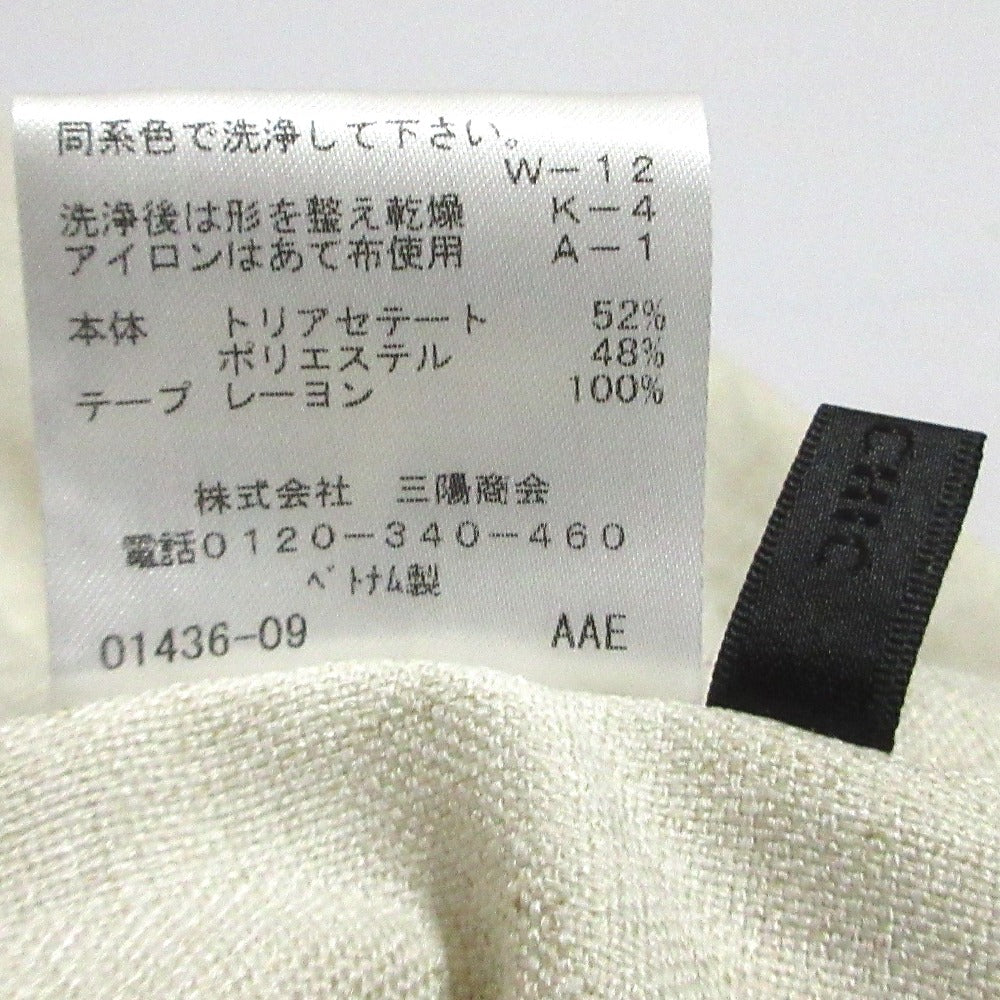 同系色で洗浄して下さい。
W−12
洗浄後は形を整え乾燥 K−4
アイロンはあて布使用 A−1
本体 トリアセテート 52%
ポリエステル 48%
テープ レーヨン 100%
株式会社 三陽商会
電話0120−340−460
ﾍﾞﾄﾅﾑ製
01436-09 AAE
CHIC